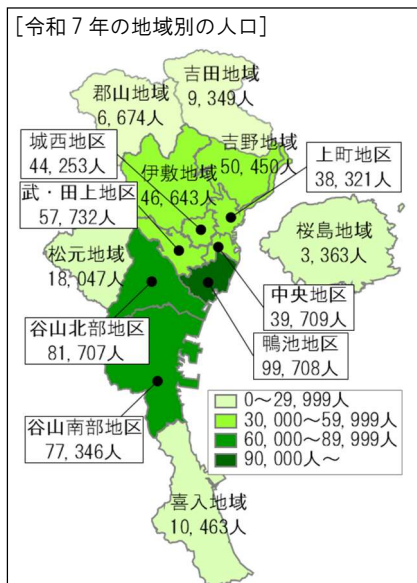 [令和7年の地域別の人口]
吉田地域
9,349人
郡山地域
6,674人
城西地区
44,253人
吉野地域
50,450人
上町地区
38,321人
伊敷地域
46,643人
武・田上地区
57,732人
桜島地域
3,363人
松元地域
18,047人
中央地区
39,709人
谷山北部地区
81,707人
鴨池地区
99,708人
谷山南部地区
77,346人
0～29,999人
30,000～59,999人
60,000～89,999人
90,000人～
喜入地域
10,463人